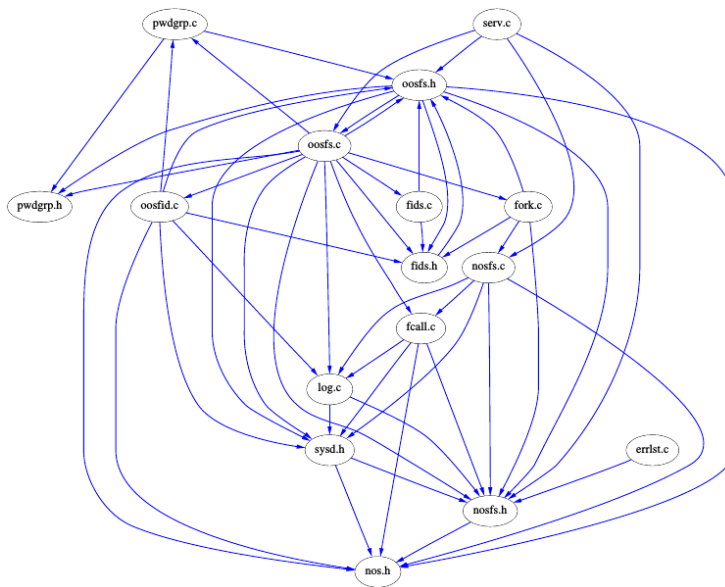 pwdgrp.c
serv.c
oosfs.h
oosfs.c
pwdgrp.h
oosfid.c
fids.c
fork.c
fids.h
nosfs.c
fcall.c
log.c
sysd.h
errlst.c
nosfs.h
nos.h